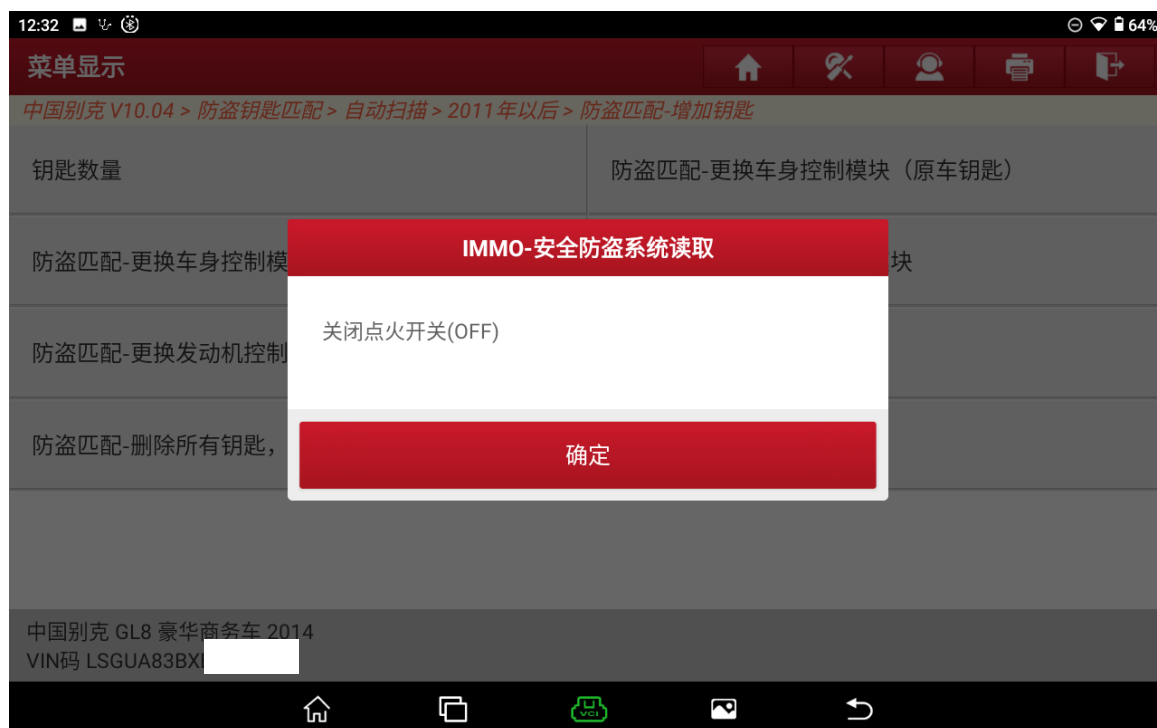 12:32
64%
菜单显示
中国别克 V10.04 > 防盗钥匙匹配 > 自动扫描 > 2011年以后 > 防盗匹配-增加钥匙
钥匙数量
防盗匹配-更换车身控制模块（原车钥匙）
防盗匹配-更换车身控制模
块
防盗匹配-更换发动机控制
防盗匹配-删除所有钥匙，
IMMO-安全防盗系统读取
关闭点火开关(OFF)
确定
中国别克 GL8 豪华商务车 2014
VIN码 LSGUA83BX
VCI